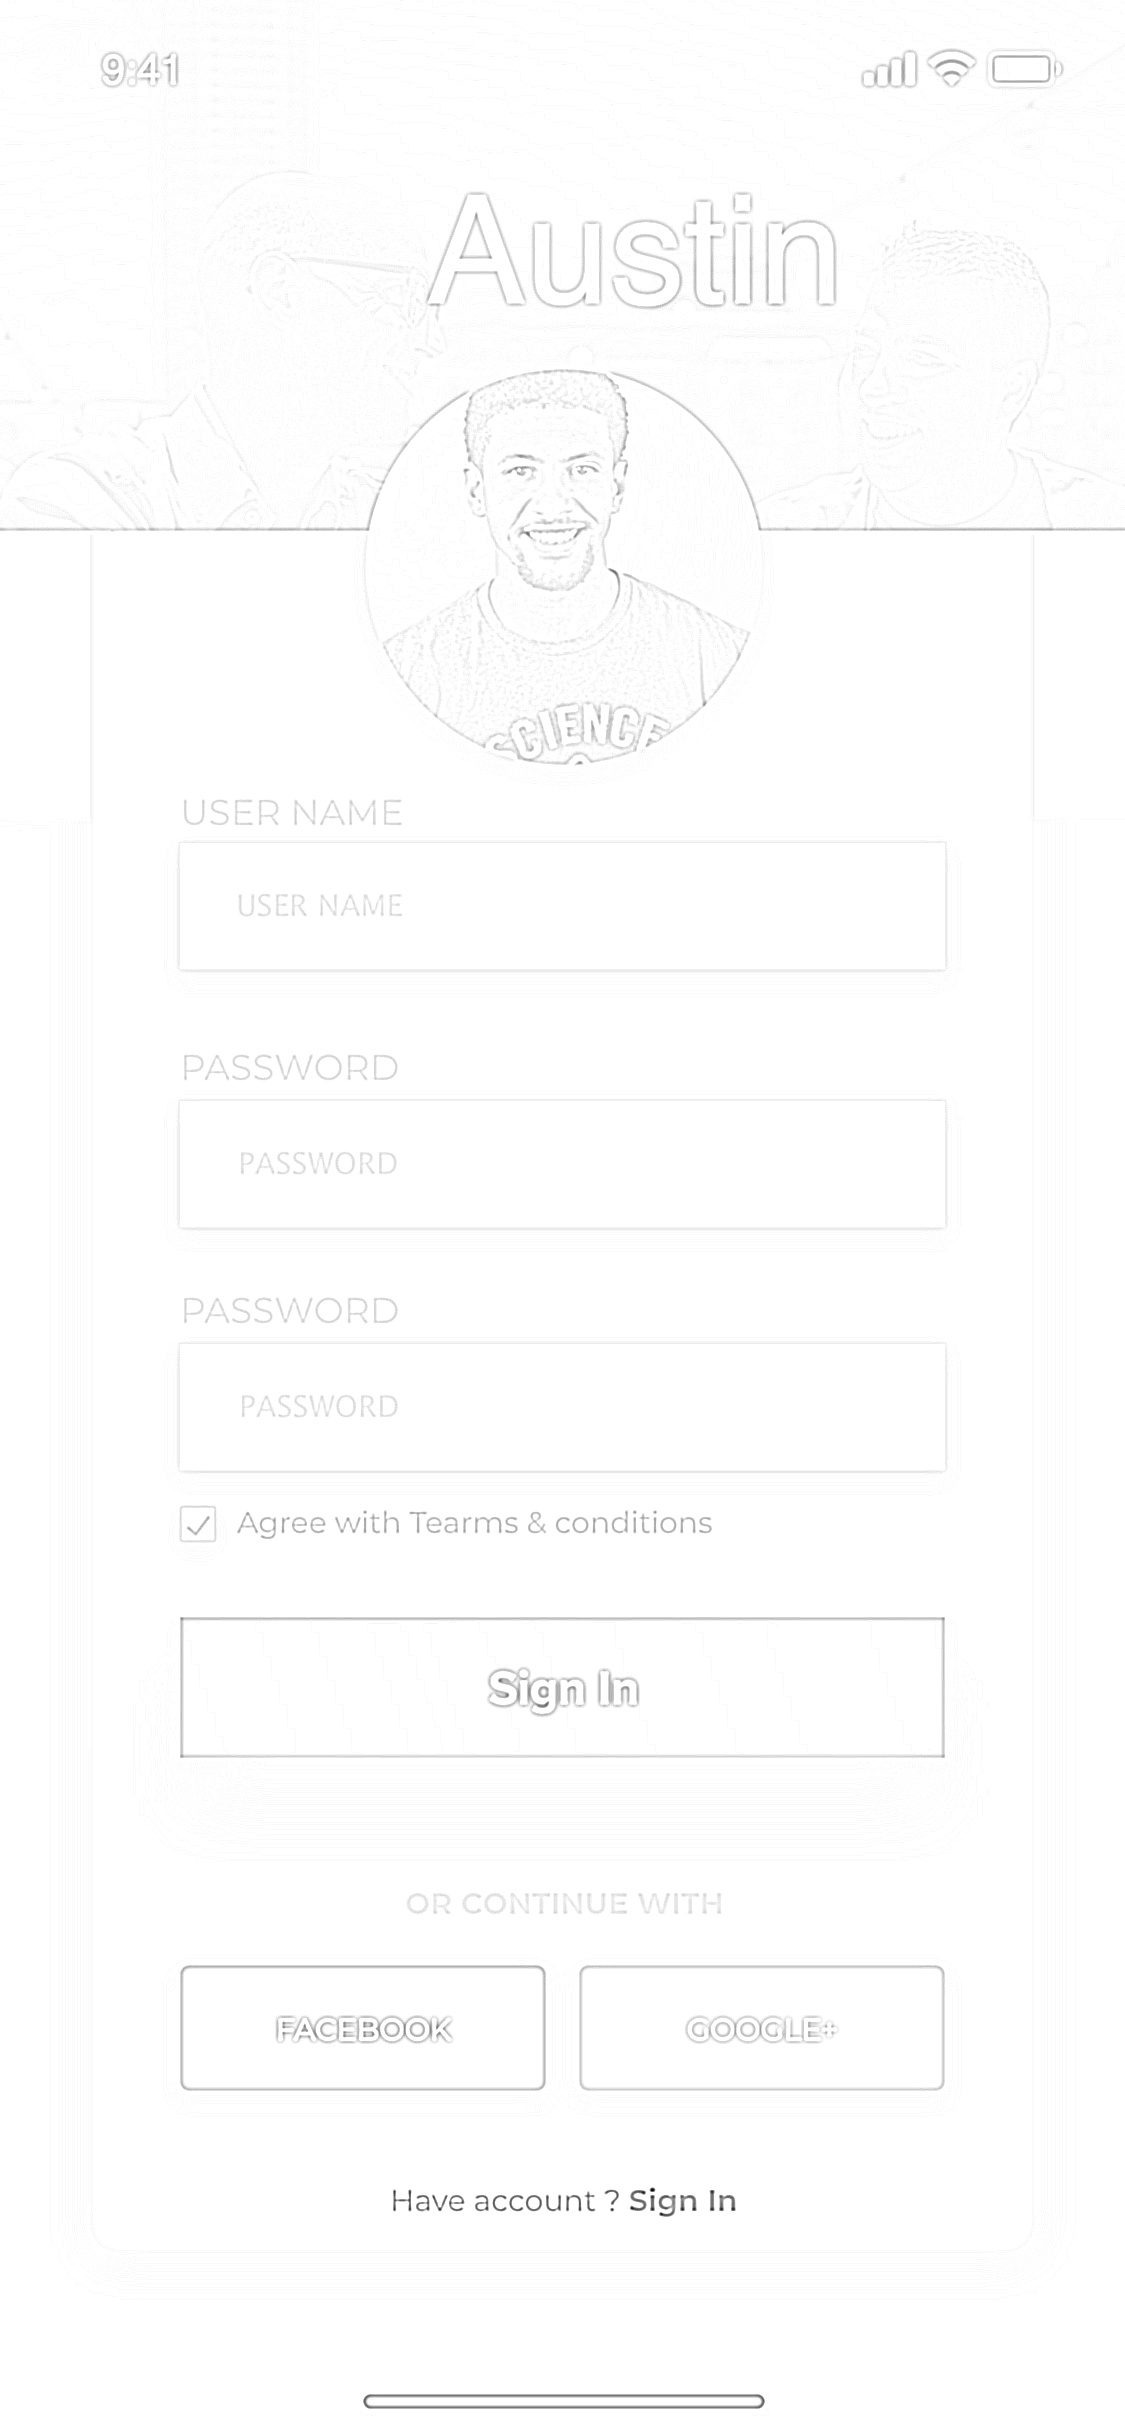 9:41
Austin
SCIENCE
USER NAME
USER NAME
PASSWORD
PASSWORD
PASSWORD
PASSWORD
Agree with Tearms & conditions
Sign In
OR CONTINUE WITH
FACEBOOK GOOGLE+
Have account ? Sign In